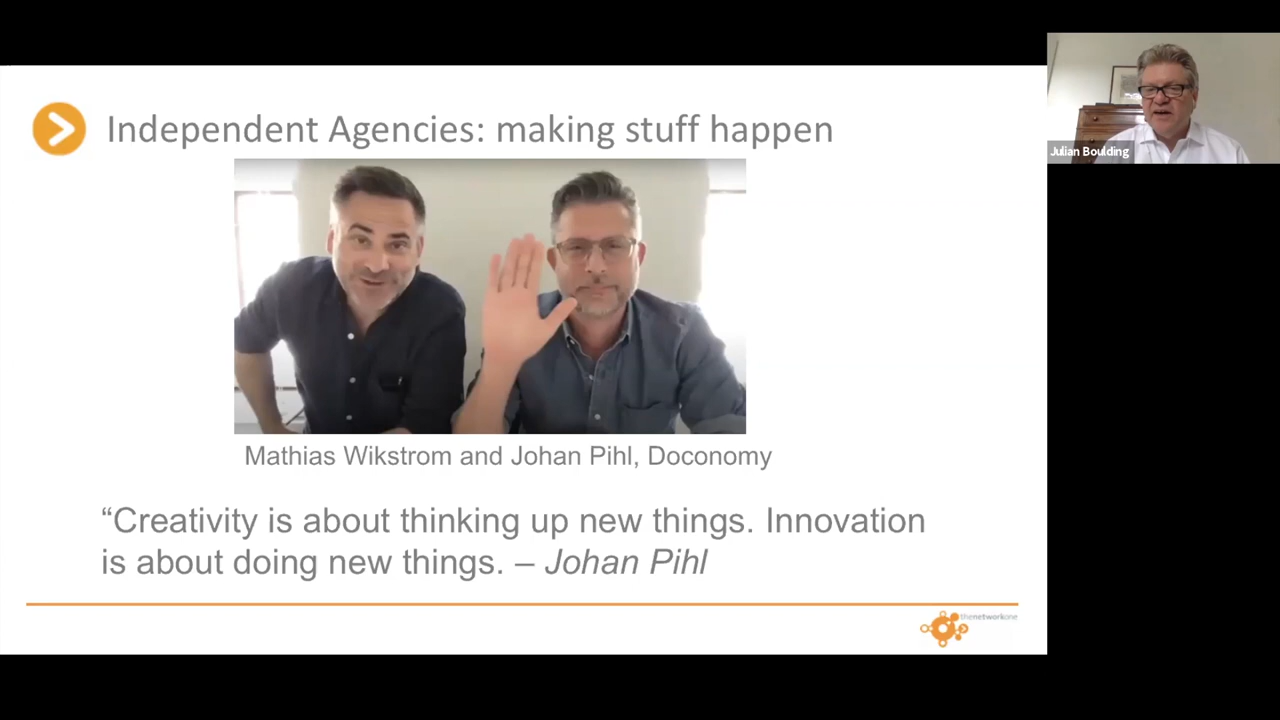 Independent Agencies: making stuff happen
Julian Boulding
Mathias Wikstrom and Johan Pihl, Doconomy
“Creativity is about thinking up new things. Innovation
is about doing new things. – Johan Pihl
thenetworkone